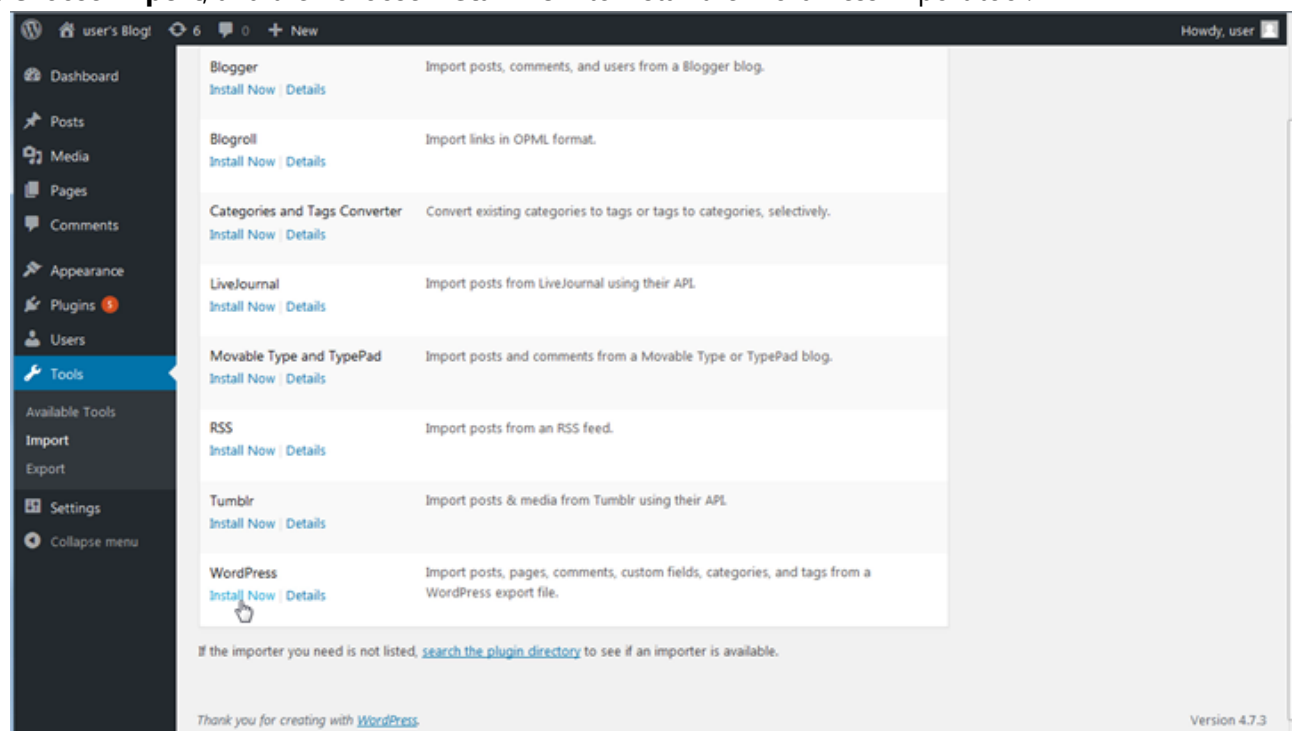 user's Blog! 6 0 + New Howdy, user
Dashboard
Posts
Media
Pages
Comments
Appearance
Plugins 5
Users
Tools
Available Tools
Import
Export
Settings
Collapse menu
Blogger Import posts, comments, and users from a Blogger blog.
Install Now | Details
Blogroll Import links in OPML format.
Install Now | Details
Categories and Tags Converter Convert existing categories to tags or tags to categories, selectively.
Install Now | Details
LiveJournal Import posts from LiveJournal using their API.
Install Now | Details
Movable Type and TypePad Import posts and comments from a Movable Type or TypePad blog.
Install Now | Details
RSS Import posts from an RSS feed.
Install Now | Details
Tumblr Import posts & media from Tumblr using their API.
Install Now | Details
WordPress Import posts, pages, comments, custom fields, categories, and tags from a
Install Now | Details WordPress export file.
If the importer you need is not listed, search the plugin directory to see if an importer is available.
Thank you for creating with WordPress. Version 4.7.3